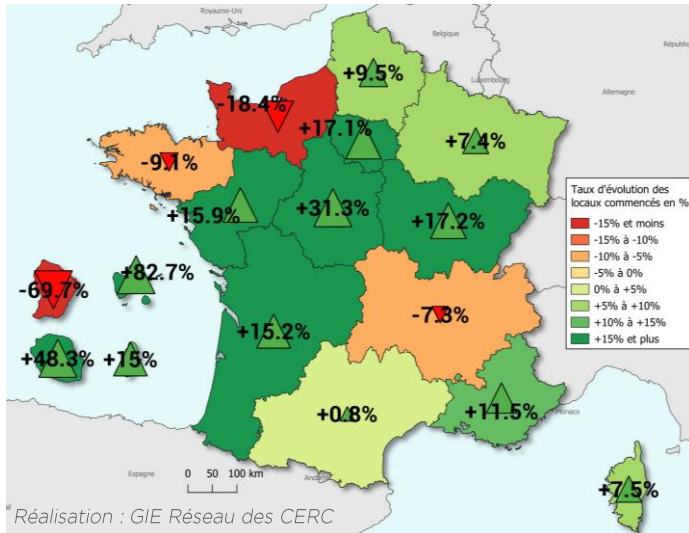 Royaume-Uni
Belgique
Luxembourg
Allemagne
+9.5%
-18.4%
+17.1%
+7.4%
-9.1%
+15.9%
+31.3%
+17.2%
Taux d'évolution des
locaux commencés en %
-15% et moins
-15% à -10%
-10% à -5%
-5% à 0%
0% à +5%
+5% à +10%
+10% à +15%
+15% et plus
+82.7%
-69.7%
-7.3%
+48.3%
+15%
+15.2%
+0.8%
+11.5%
Monaco
Espagne
0 50 100 km
+7.5%
Réalisation : GIE Réseau des CERC